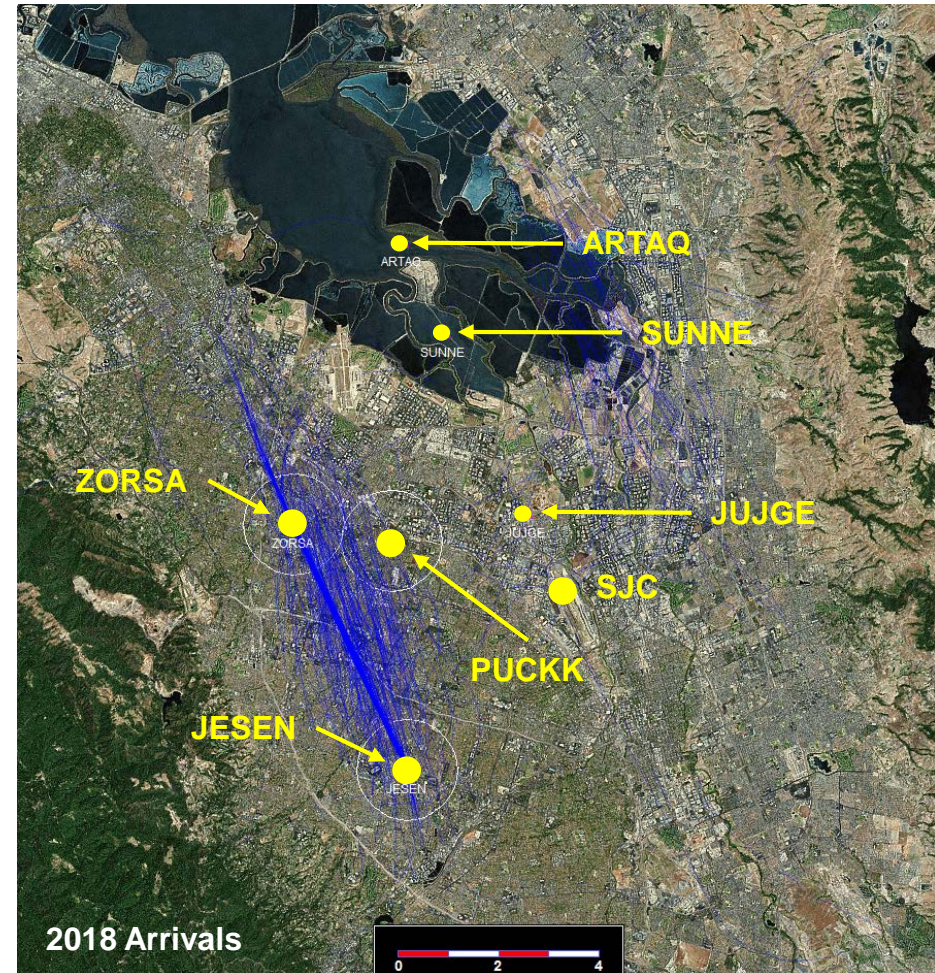 ARTAQ
ARTAQ
SUNNE
SUNNE
ZORSA
ZORSA
JUJGE
JUJGE
SJC
PUCKK
JESEN
JESEN
2018 Arrivals
0 2 4